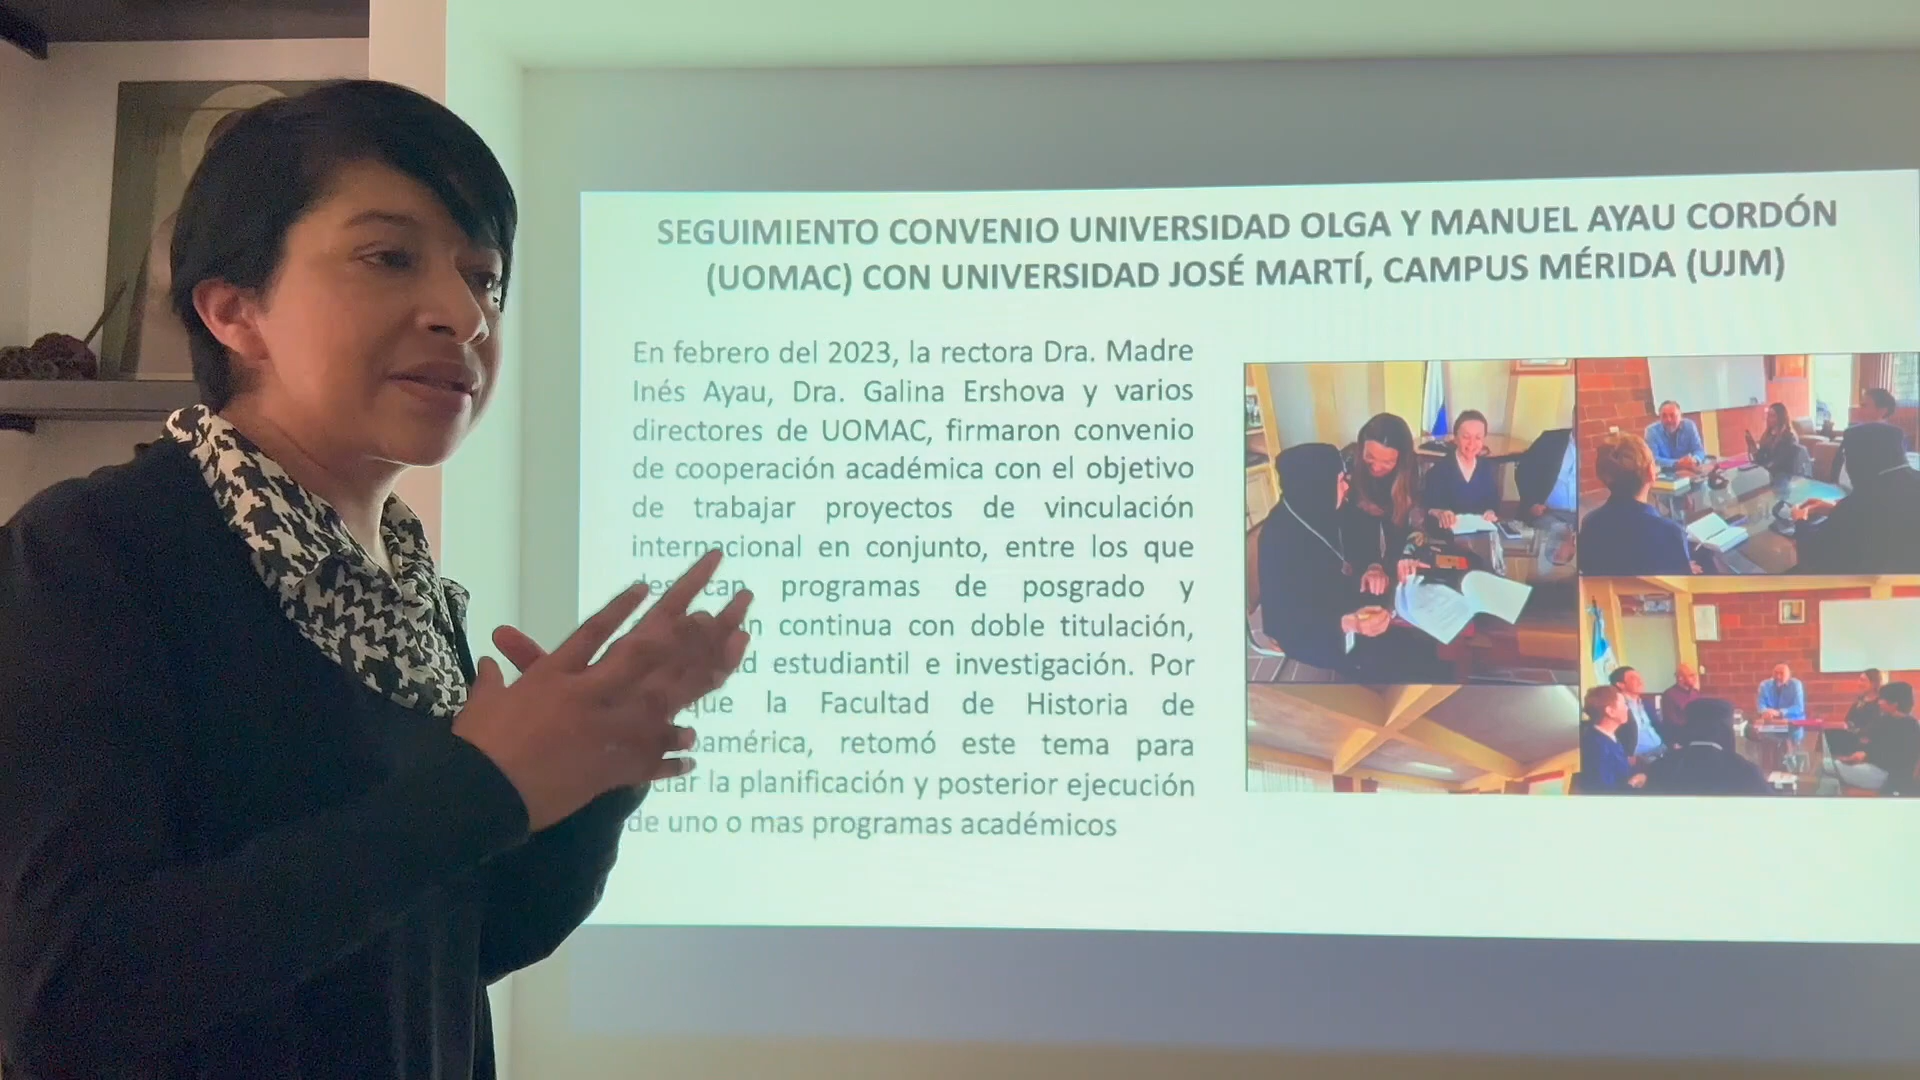 SEGUIMIENTO CONVENIO UNIVERSIDAD OLGA Y MANUEL AYAU CORDÓN
(UOMAC) CON UNIVERSIDAD JOSÉ MARTÍ, CAMPUS MÉRIDA (UJM)
En febrero del 2023, la rectora Dra. Madre
Inés Ayau, Dra. Galina Ershova y varios
directores de UOMAC, firmaron convenio
de cooperación académica con el objetivo
de trabajar proyectos de vinculación
internacional en conjunto, entre los que
programas de posgrado y
continua con doble titulación,
estudiantil e investigación. Por
que la Facultad de Historia de
retomó este tema para
la planificación y posterior ejecución
de uno o mas programas académicos